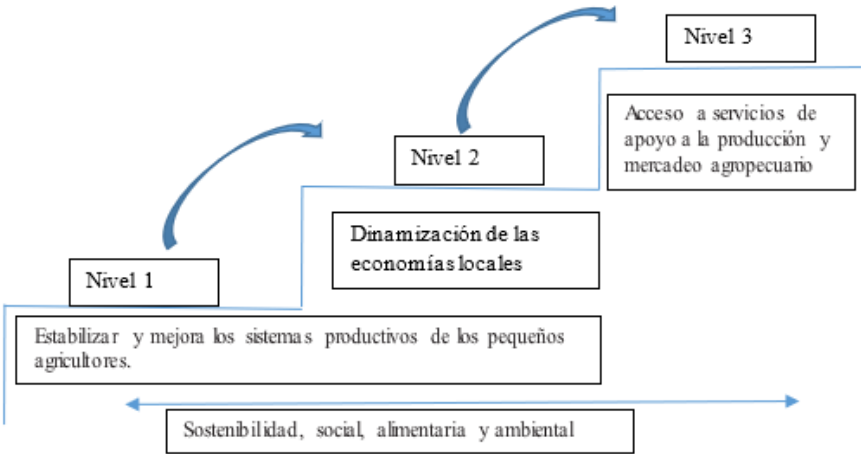 Nivel 3
Acceso a servicios de
apoyo a la producción y
mercadeo agropecuario
Nivel 2
Dinamización de las
economías locales
Nivel 1
Estabilizar y mejora los sistemas productivos de los pequeños
agricultores.
Sostenibilidad, social, alimentaria y ambiental